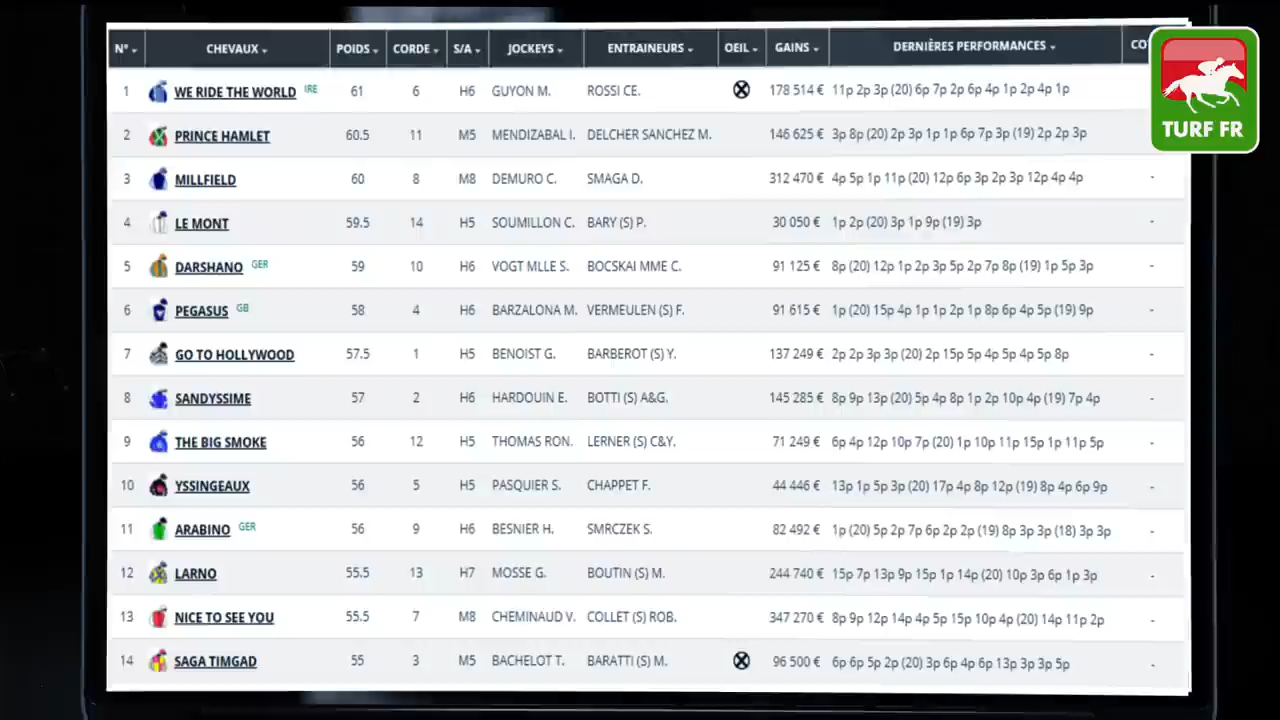 N° CHEVAUX POIDS CORDE S/A JOCKEYS ENTRAINEURS OEIL GAINS DERNIÈRES PERFORMANCES CO
1 WE RIDE THE WORLD IRE 61 6 H6 GUYON M. ROSSI CE. 178 514 € 11p 2p 3p (20) 6p 7p 2p 6p 4p 1p 2p 4p 1p
TURF FR
2 PRINCE HAMLET 60.5 11 M5 MENDIZABAL I. DELCHER SANCHEZ M. 146 625 € 3p 8p (20) 2p 3p 1p 1p 6p 7p 3p (19) 2p 2p 3p
3 MILLFIELD 60 8 M8 DEMURO C. SMAGA D. 312 470 € 4p 5p 1p 11p (20) 12p 6p 3p 2p 3p 12p 4p 4p -
4 LE MONT 59.5 14 H5 SOUMILLON C. BARY (S) P. 30 050 € 1p 2p (20) 3p 1p 9p (19) 3p -
5 DARSHANO GER 59 10 H6 VOGT MLLE S. BOCSKAI MME C. 91 125 € 8p (20) 12p 1p 2p 3p 5p 2p 7p 8p (19) 1p 5p 3p -
6 PEGASUS GB 58 4 H6 BARZALONA M. VERMEULEN (S) F. 91 615 € 1p (20) 15p 4p 1p 1p 2p 1p 8p 6p 4p 5p (19) 9p -
7 GO TO HOLLYWOOD 57.5 1 H5 BENOIST G. BARBEROT (S) Y. 137 249 € 2p 2p 3p 3p (20) 2p 15p 5p 4p 5p 4p 5p 8p -
8 SANDYSSIME 57 2 H6 HARDOUIN E. BOTTI (S) A&G. 145 285 € 8p 9p 13p (20) 5p 4p 8p 1p 2p 10p 4p (19) 7p 4p -
9 THE BIG SMOKE 56 12 H5 THOMAS RON. LERNER (S) C&Y. 71 249 € 6p 4p 12p 10p 7p (20) 1p 10p 11p 15p 1p 11p 5p -
10 YSSINGEAUX 56 5 H5 PASQUIER S. CHAPPET F. 44 446 € 13p 1p 5p 3p (20) 17p 4p 8p 12p (19) 8p 4p 6p 9p -
11 ARABINO GER 56 9 H6 BESNIER H. SMRCZEK S. 82 492 € 1p (20) 5p 2p 7p 6p 2p 2p (19) 8p 3p 3p (18) 3p 3p -
12 LARNO 55.5 13 H7 MOSSE G. BOUTIN (S) M. 244 740 € 15p 7p 13p 9p 15p 1p 14p (20) 10p 3p 6p 1p 3p -
13 NICE TO SEE YOU 55.5 7 M8 CHEMINAUD V. COLLET (S) ROB. 347 270 € 8p 9p 12p 14p 4p 5p 15p 10p 4p (20) 14p 11p 2p -
14 SAGA TIMGAD 55 3 M5 BACHELOT T. BARATTI (S) M. 96 500 € 6p 6p 5p 2p (20) 3p 6p 4p 6p 13p 3p 3p 5p -